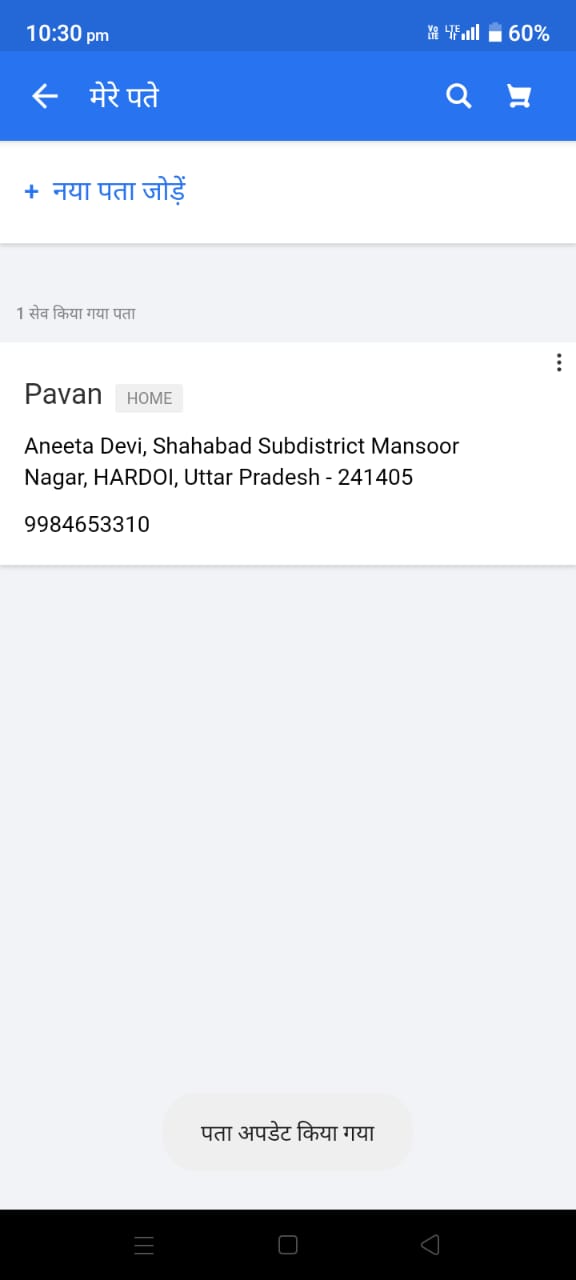 10:30 pm
60%
मेरे पते
+ नया पता जोड़ें
1 सेव किया गया पता
Pavan HOME
Aneeta Devi, Shahabad Subdistrict Mansoor
Nagar, HARDOI, Uttar Pradesh - 241405
9984653310
पता अपडेट किया गया